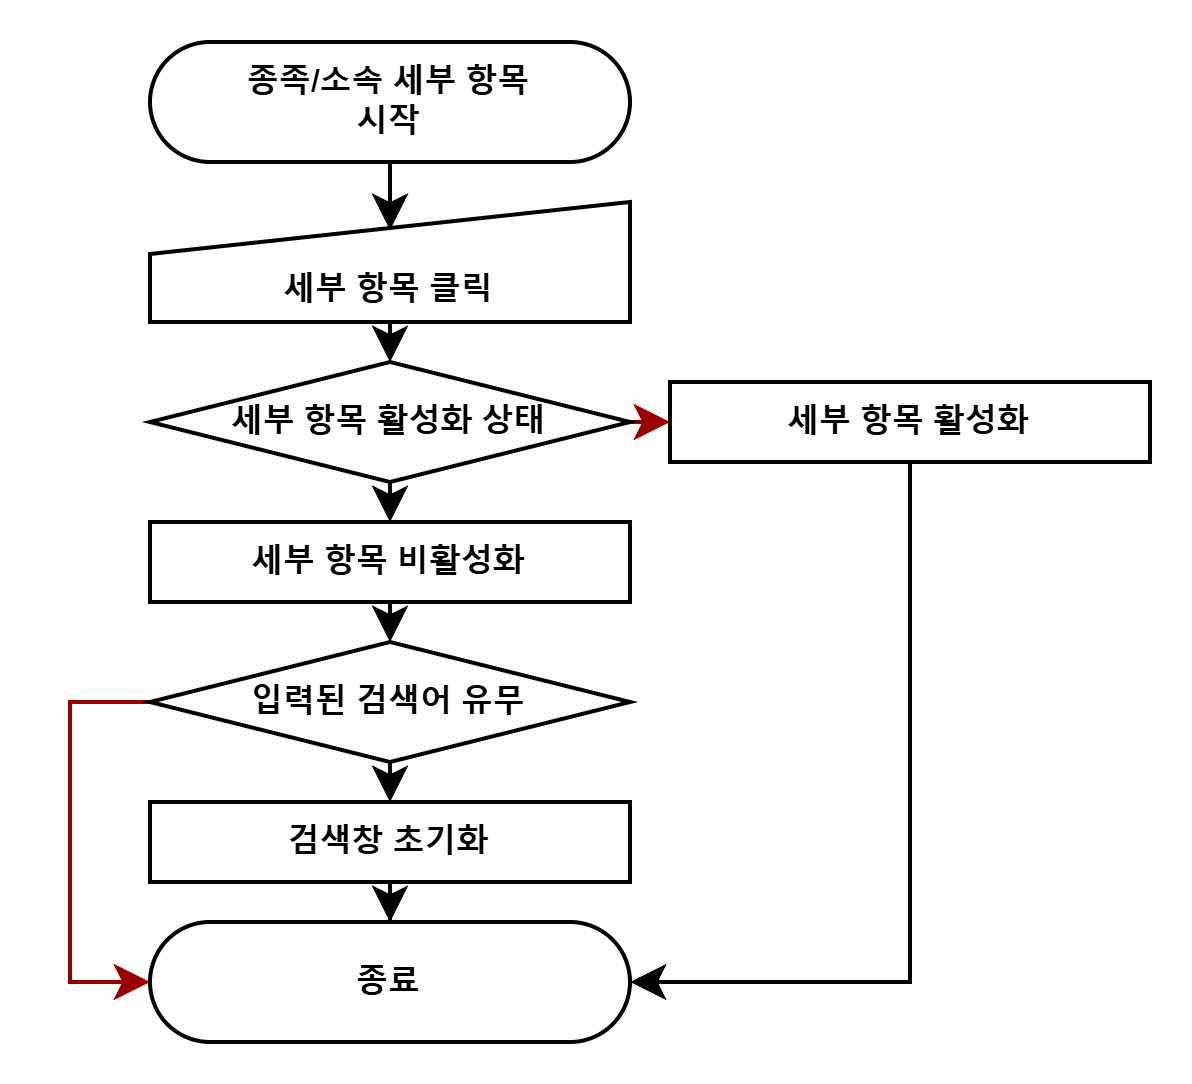 종족/소속 세부 항목
시작
세부 항목 클릭
세부 항목 활성화 상태
세부 항목 활성화
세부 항목 비활성화
입력된 검색어 유무
검색창 초기화
종료